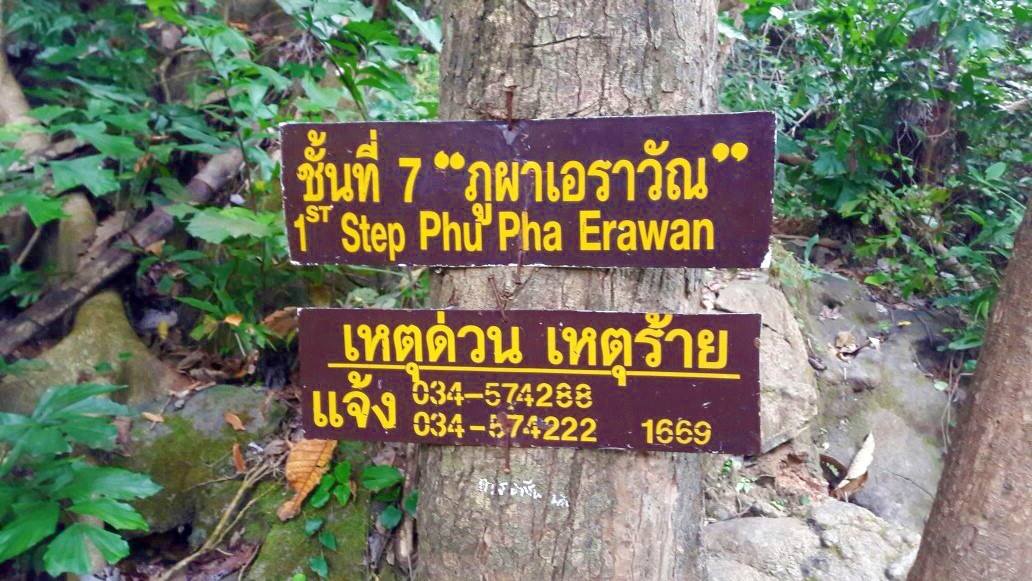 ชั้นที่ 7 “ภูผาเอราวัณ”
1ST Step Phu Pha Erawan
เหตุด่วน เหตุร้าย
แจ้ง 034-574288
034-574222 1669